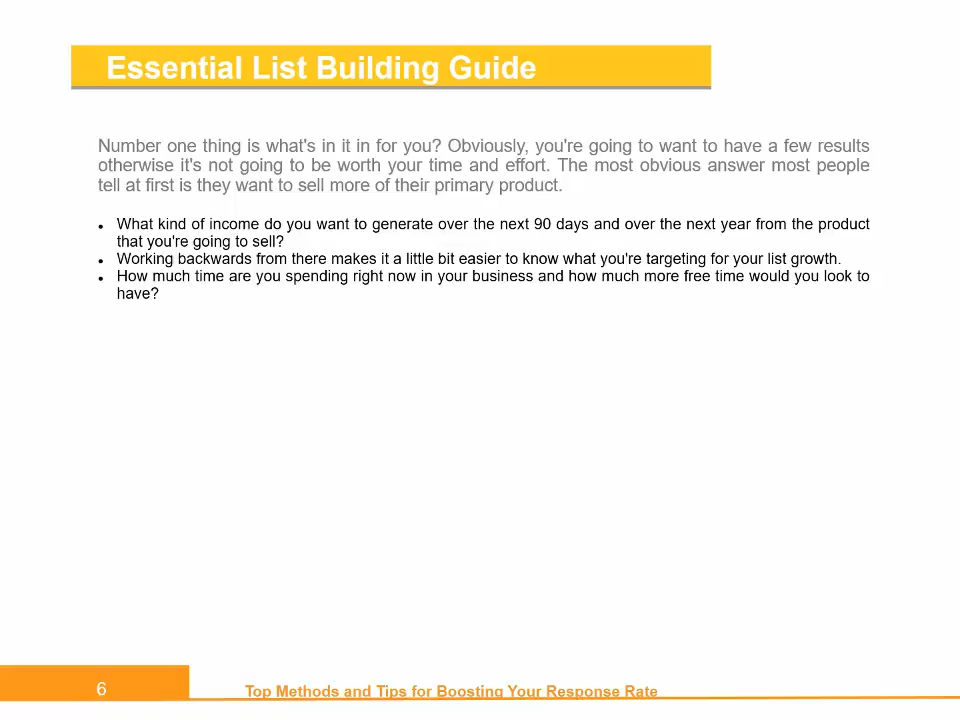 Essential List Building Guide
Number one thing is what's in it in for you? Obviously, you're going to want to have a few results
otherwise it's not going to be worth your time and effort. The most obvious answer most people
tell at first is they want to sell more of their primary product.
• What kind of income do you want to generate over the next 90 days and over the next year from the product
that you're going to sell?
• Working backwards from there makes it a little bit easier to know what you're targeting for your list growth.
• How much time are you spending right now in your business and how much more free time would you look to
have?
6
Top Methods and Tips for Boosting Your Response Rate